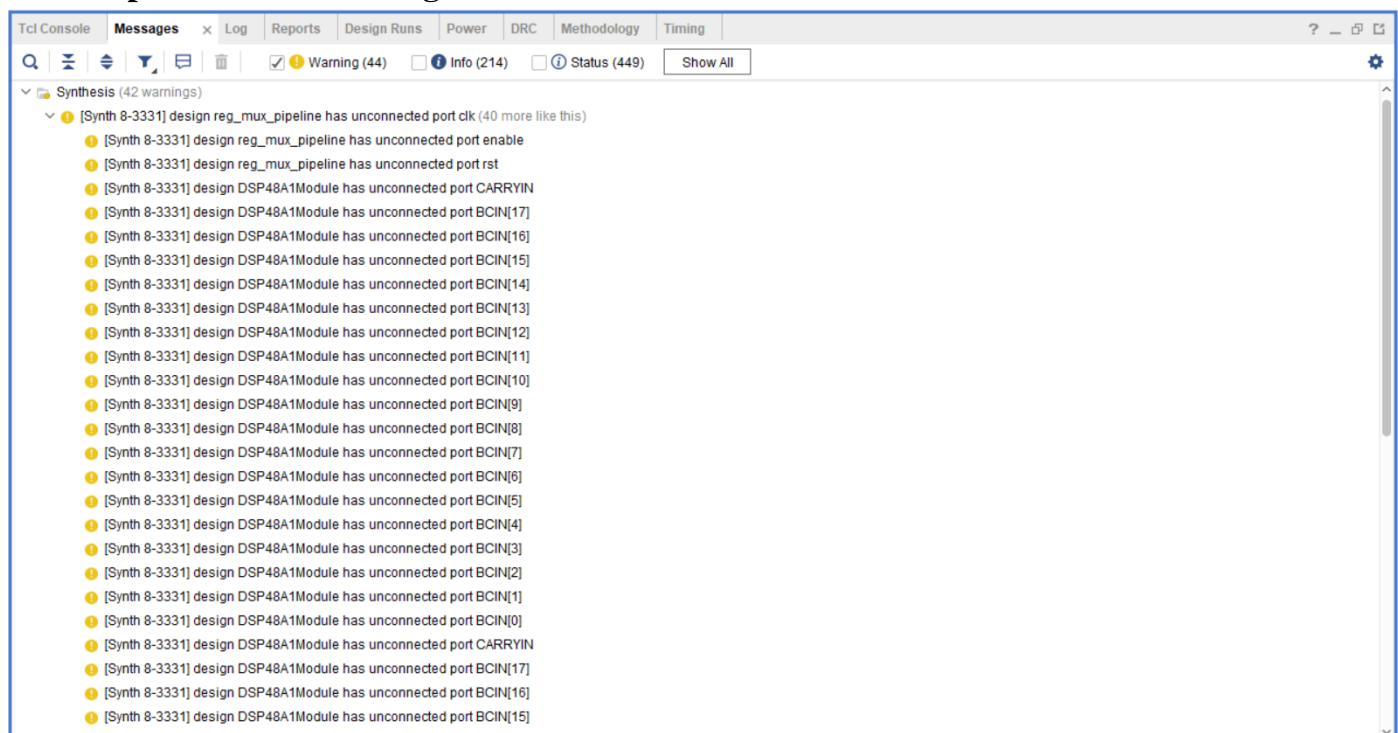 Tcl Console Messages × Log Reports Design Runs Power DRC Methodology Timing ? _
Warning (44) Info (214) Status (449) Show All
Synthesis (42 warnings)
[Synth 8-3331] design reg_mux_pipeline has unconnected port clk (40 more like this)
[Synth 8-3331] design reg_mux_pipeline has unconnected port enable
[Synth 8-3331] design reg_mux_pipeline has unconnected port rst
[Synth 8-3331] design DSP48A1Module has unconnected port CARRYIN
[Synth 8-3331] design DSP48A1Module has unconnected port BCIN[17]
[Synth 8-3331] design DSP48A1Module has unconnected port BCIN[16]
[Synth 8-3331] design DSP48A1Module has unconnected port BCIN[15]
[Synth 8-3331] design DSP48A1Module has unconnected port BCIN[14]
[Synth 8-3331] design DSP48A1Module has unconnected port BCIN[13]
[Synth 8-3331] design DSP48A1Module has unconnected port BCIN[12]
[Synth 8-3331] design DSP48A1Module has unconnected port BCIN[11]
[Synth 8-3331] design DSP48A1Module has unconnected port BCIN[10]
[Synth 8-3331] design DSP48A1Module has unconnected port BCIN[9]
[Synth 8-3331] design DSP48A1Module has unconnected port BCIN[8]
[Synth 8-3331] design DSP48A1Module has unconnected port BCIN[7]
[Synth 8-3331] design DSP48A1Module has unconnected port BCIN[6]
[Synth 8-3331] design DSP48A1Module has unconnected port BCIN[5]
[Synth 8-3331] design DSP48A1Module has unconnected port BCIN[4]
[Synth 8-3331] design DSP48A1Module has unconnected port BCIN[3]
[Synth 8-3331] design DSP48A1Module has unconnected port BCIN[2]
[Synth 8-3331] design DSP48A1Module has unconnected port BCIN[1]
[Synth 8-3331] design DSP48A1Module has unconnected port BCIN[0]
[Synth 8-3331] design DSP48A1Module has unconnected port CARRYIN
[Synth 8-3331] design DSP48A1Module has unconnected port BCIN[17]
[Synth 8-3331] design DSP48A1Module has unconnected port BCIN[16]
[Synth 8-3331] design DSP48A1Module has unconnected port BCIN[15]